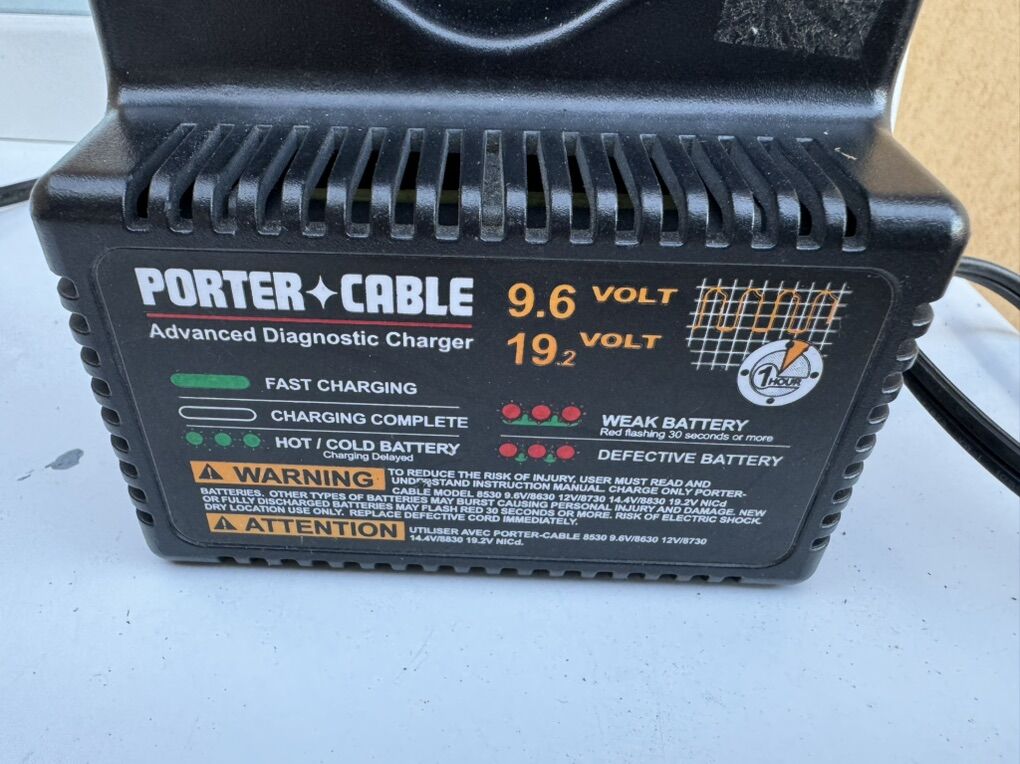 PORTER CABLE
Advanced Diagnostic Charger
9.6 VOLT
19.2 VOLT
1 HOUR
FAST CHARGING
CHARGING COMPLETE
HOT / COLD BATTERY
Charging Delayed
WEAK BATTERY
Red flashing 30 seconds or more
DEFECTIVE BATTERY
WARNING TO REDUCE THE RISK OF INJURY, USER MUST READ AND
UNDERSTAND INSTRUCTION MANUAL. CHARGE ONLY PORTER-
CABLE MODEL 8530 9.6V/8630 12V/8730 14.4V/8830 19.2V NiCd
BATTERIES. OTHER TYPES OF BATTERIES MAY BURST CAUSING PERSONAL INJURY AND DAMAGE. NEW
OR FULLY DISCHARGED BATTERIES MAY FLASH RED 30 SECONDS OR MORE. RISK OF ELECTRIC SHOCK.
DRY LOCATION USE ONLY. REPLACE DEFECTIVE CORD IMMEDIATELY.
ATTENTION UTILISER AVEC PORTER-CABLE 8530 9.6V/8630 12V/8730
14.4V/8830 19.2V NiCd.